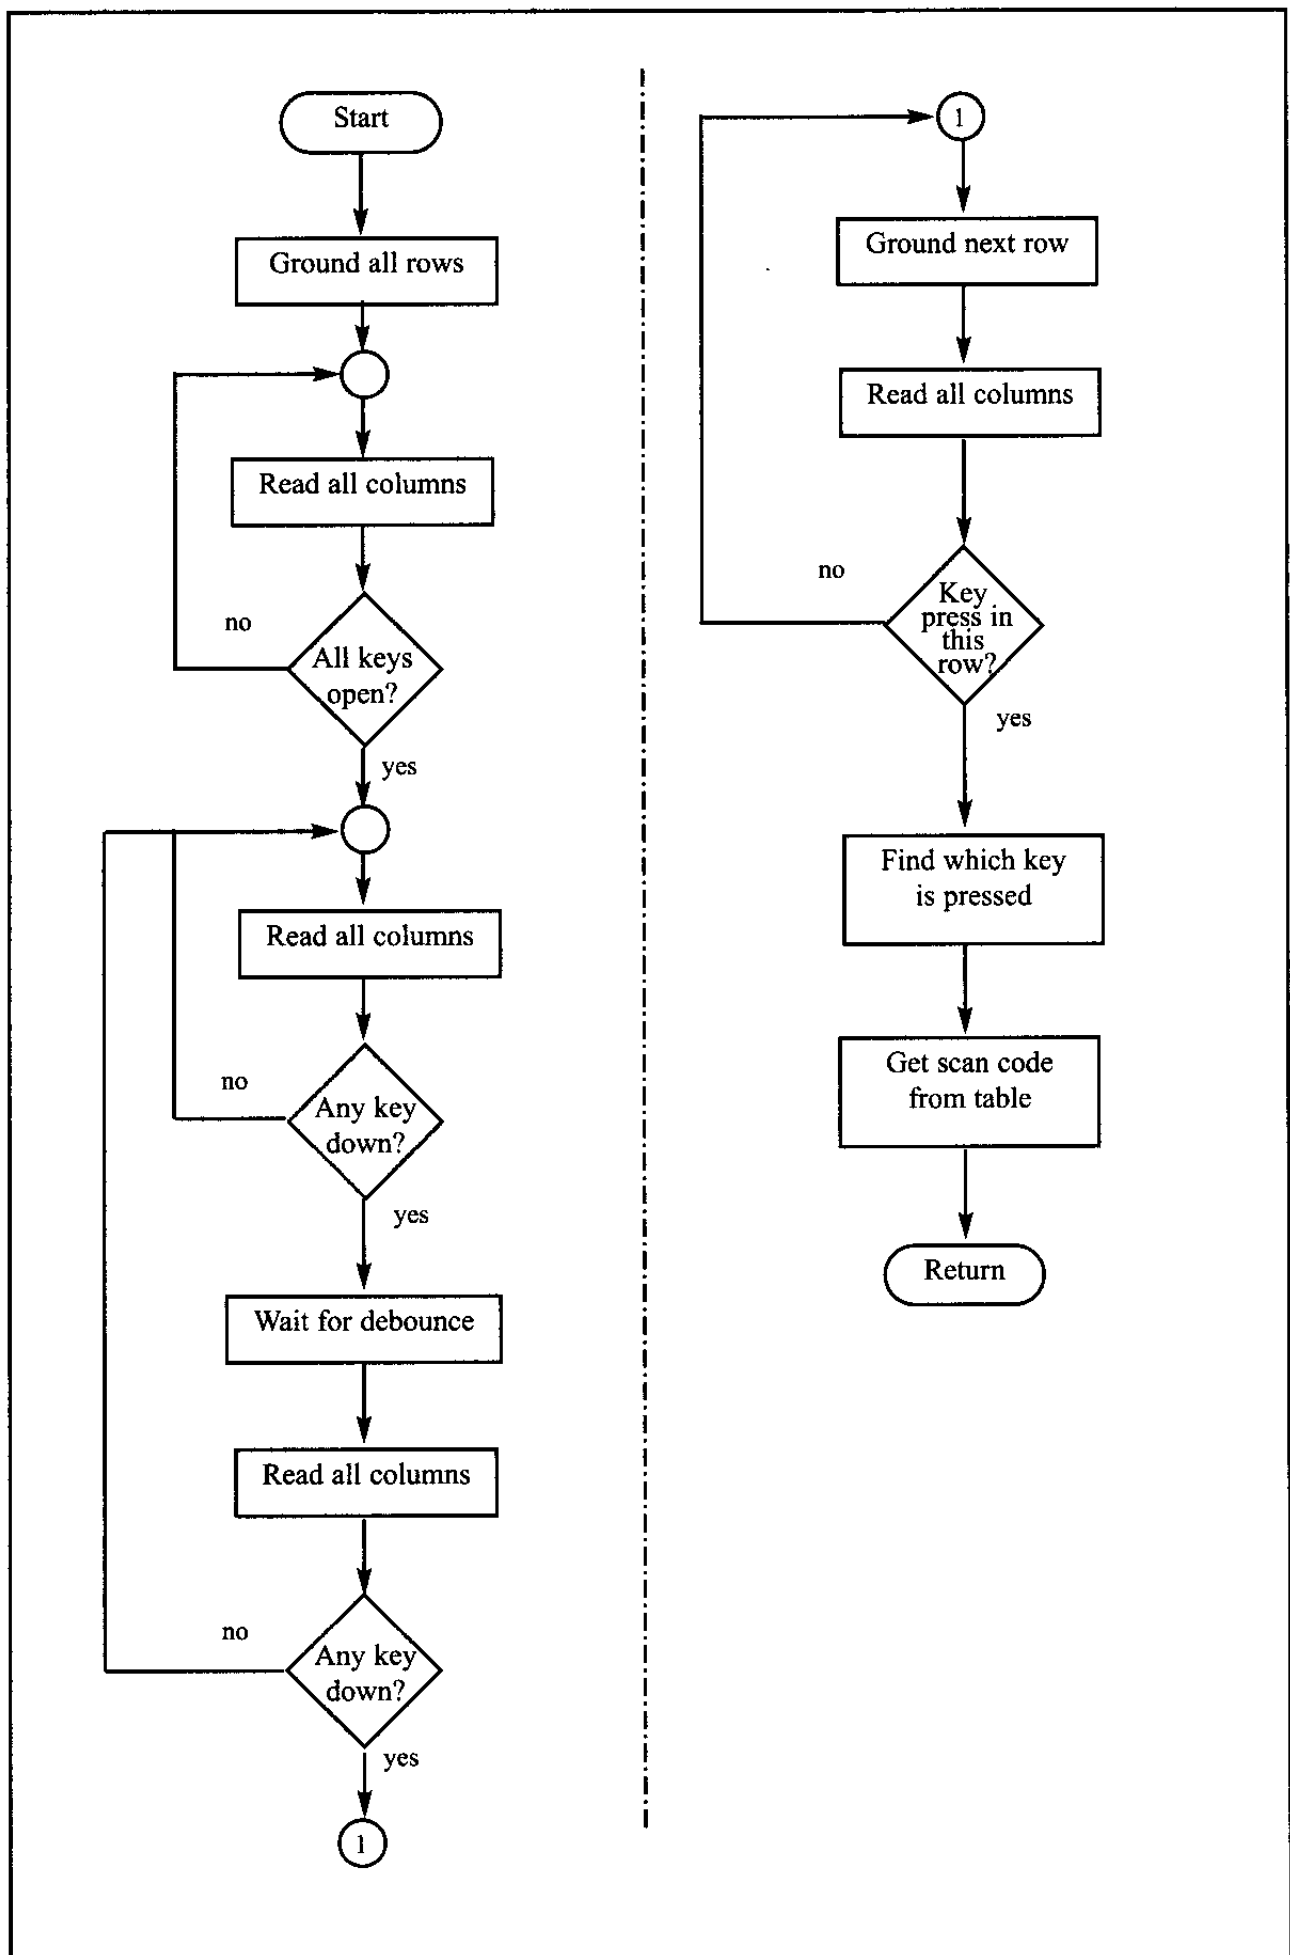 Start
Ground all rows
Read all columns
no
All keys
open?
yes
Read all columns
no
Any key
down?
yes
Wait for debounce
Read all columns
no
Any key
down?
yes
1
1
Ground next row
Read all columns
no
Key
press in
this
row?
yes
Find which key
is pressed
Get scan code
from table
Return